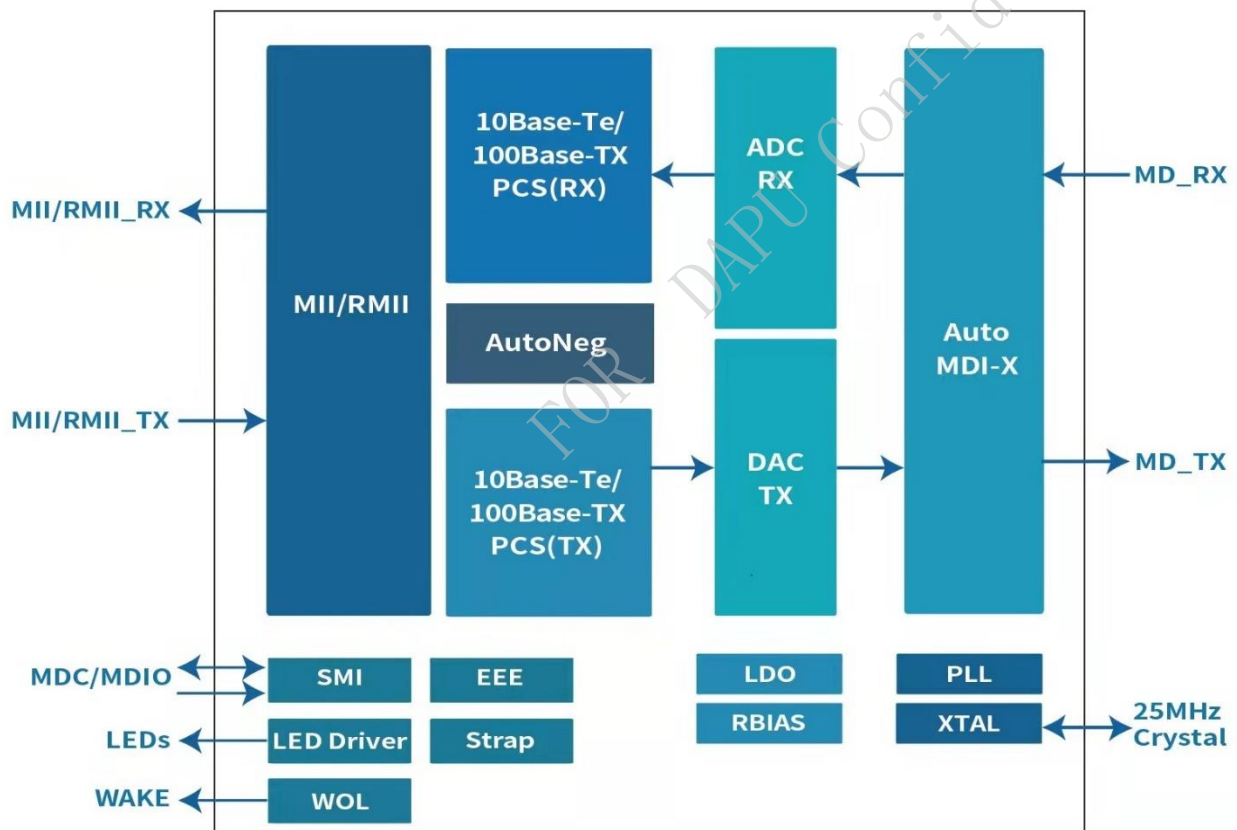 MII/RMII_RX
MII/RMII_TX
MDC/MDIO
LEDs
WAKE
MII/RMII
10Base-Te/
100Base-TX
PCS(RX)
AutoNeg
10Base-Te/
100Base-TX
PCS(TX)
ADC
RX
DAC
TX
Auto
MDI-X
MD_RX
MD_TX
SMI
EEE
LED Driver
Strap
WOL
LDO
RBIAS
PLL
XTAL
25MHz
Crystal
FOR DAPU